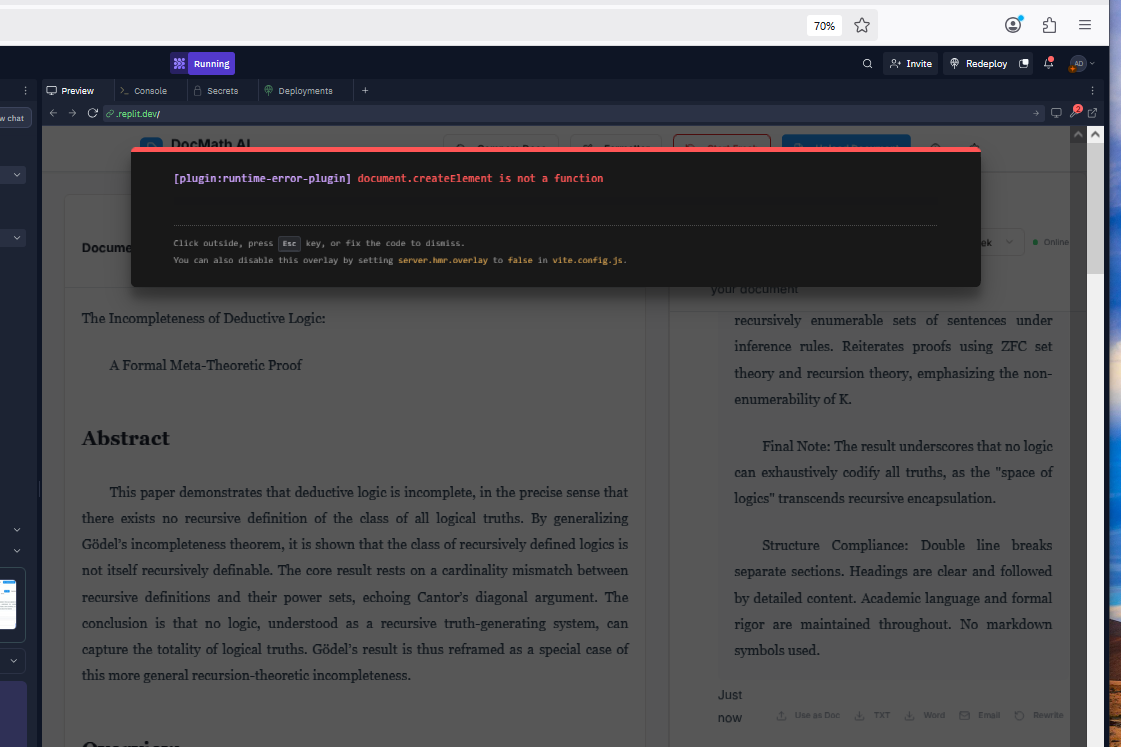 70%
Running
Invite
Redeploy
AD
Preview
Console
Secrets
Deployments
w chat
.replit.dev/
2
DocMath AI
[plugin:runtime-error-plugin] document.createElement is not a function
Click outside, press Esc key, or fix the code to dismiss.
You can also disable this overlay by setting server.hmr.overlay to false in vite.config.js.
Docume
ek
Online
your document
The Incompleteness of Deductive Logic:
A Formal Meta-Theoretic Proof
Abstract
This paper demonstrates that deductive logic is incomplete, in the precise sense that
there exists no recursive definition of the class of all logical truths. By generalizing
Gödel's incompleteness theorem, it is shown that the class of recursively defined logics is
not itself recursively definable. The core result rests on a cardinality mismatch between
recursive definitions and their power sets, echoing Cantor's diagonal argument. The
conclusion is that no logic, understood as a recursive truth-generating system, can
capture the totality of logical truths. Gödel's result is thus reframed as a special case of
this more general recursion-theoretic incompleteness.
Overview
recursively enumerable sets of sentences under
inference rules. Reiterates proofs using ZFC set
theory and recursion theory, emphasizing the non-
enumerability of K.
Final Note: The result underscores that no logic
can exhaustively codify all truths, as the "space of
logics" transcends recursive encapsulation.
Structure Compliance: Double line breaks
separate sections. Headings are clear and followed
by detailed content. Academic language and formal
rigor are maintained throughout. No markdown
symbols used.
Just
now
Use as Doc
TXT
Word
Email
Rewrite